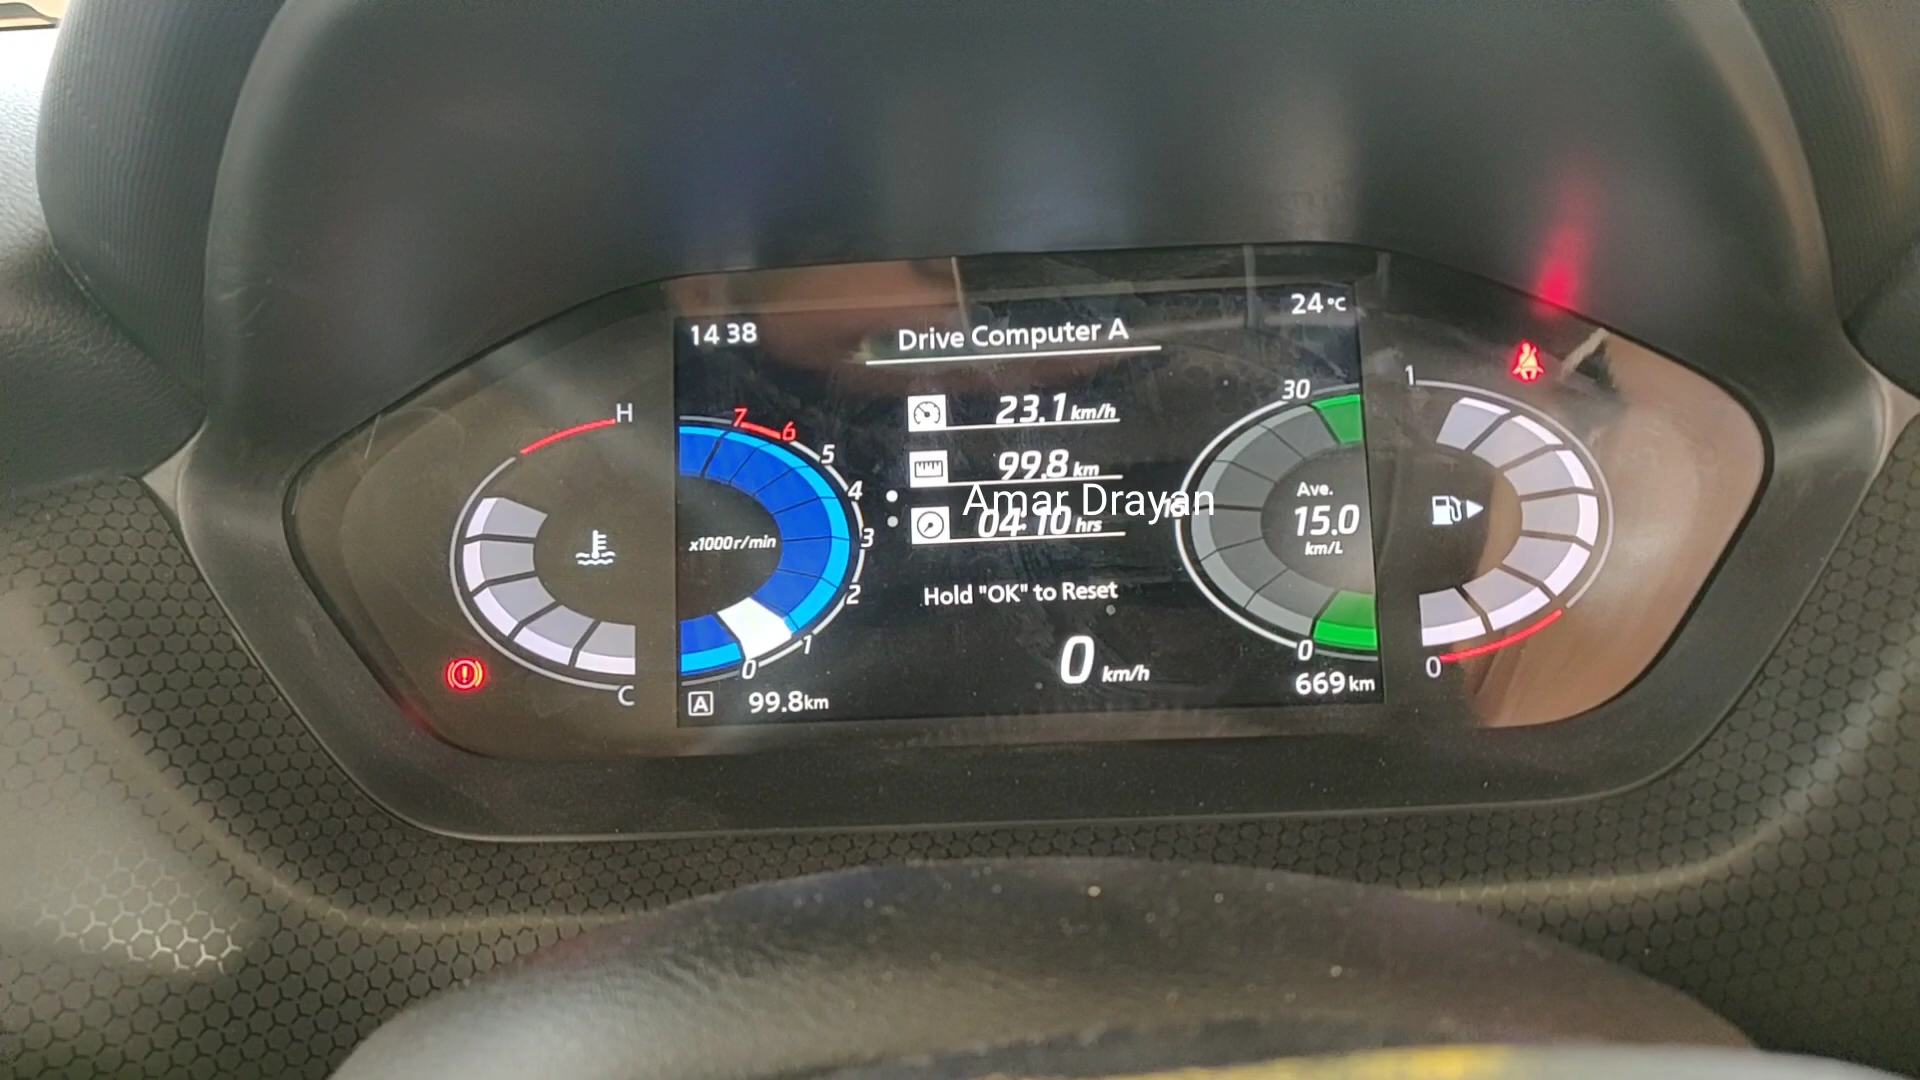 14 38
Drive Computer A
24°C
23.1 km/h
99.8 km
04:10 hrs
Amar Drayan
Hold "OK" to Reset
0 km/h
A 99.8km
669 km
H
C
7
6
5
4
3
2
1
0
x1000r/min
30
0
Ave.
15.0
km/L
1
0